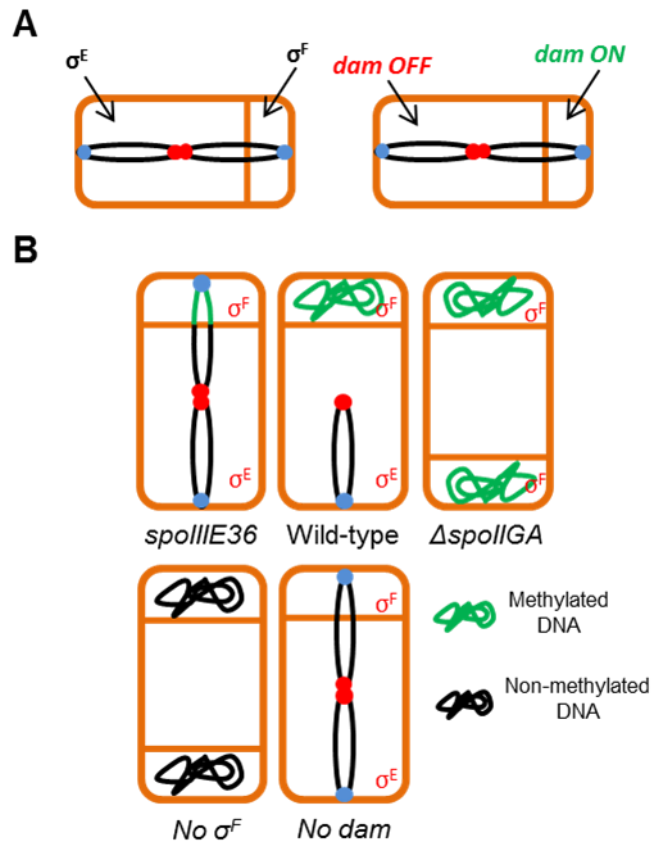 A
σE
σF
dam OFF
dam ON
B
σF
σE
spoIIIE36
σF
σE
Wild-type
σF
σF
ΔspoIIGA
No σF
σF
σE
No dam
Methylated
DNA
Non-methylated
DNA